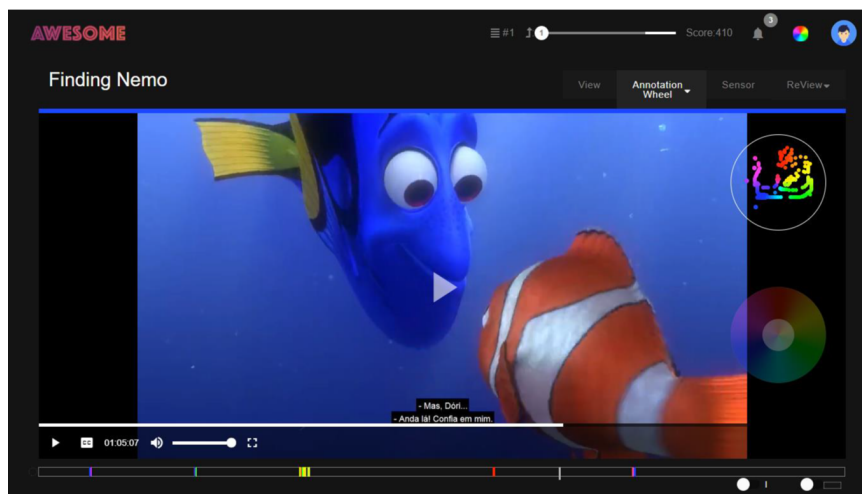 AWESOME
#1
1
Score:410
3
Finding Nemo
View
Annotation
Wheel
Sensor
ReView
- Mas, Dóri...
- Anda lá! Confia em mim.
CC
01:05:07